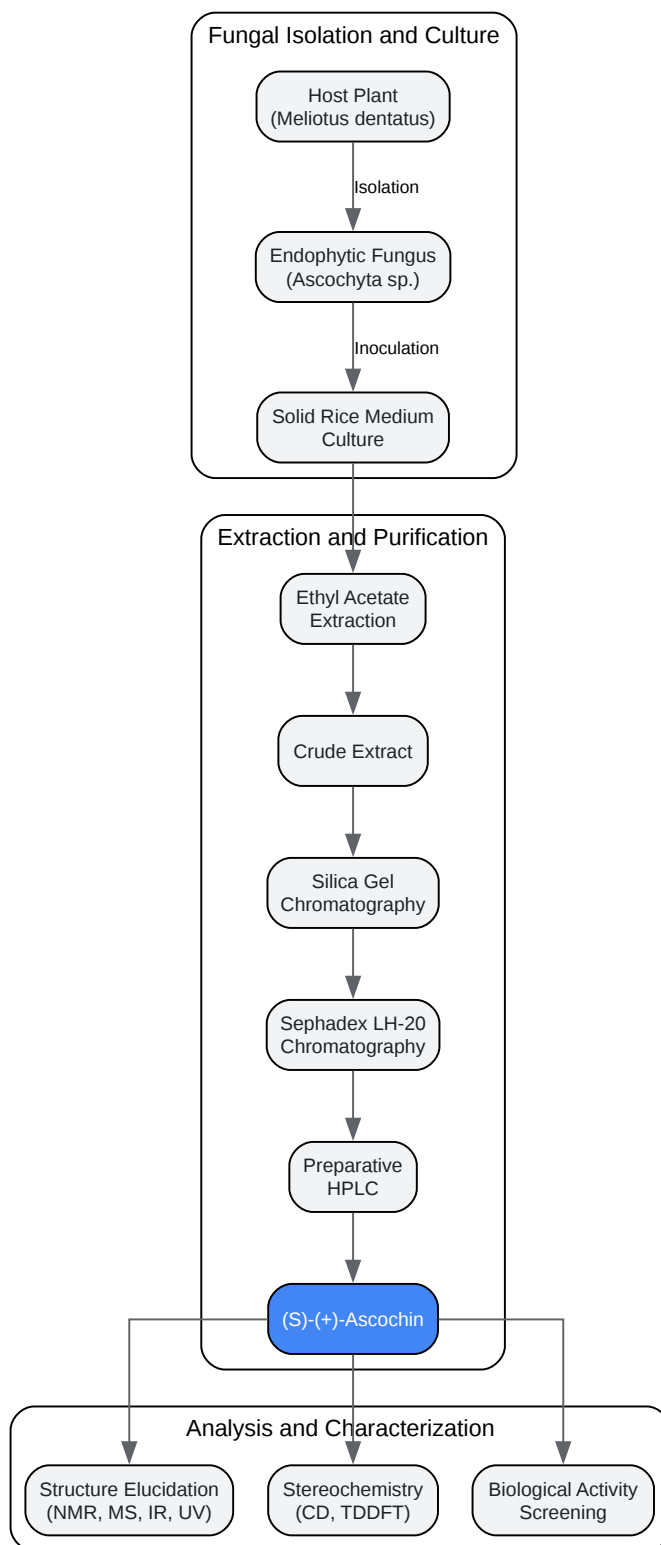 Fungal Isolation and Culture
Host Plant
(Meliotus dentatus)
Isolation
Endophytic Fungus
(Ascochyta sp.)
Inoculation
Solid Rice Medium
Culture
Extraction and Purification
Ethyl Acetate
Extraction
Crude Extract
Silica Gel
Chromatography
Sephadex LH-20
Chromatography
Preparative
HPLC
(S)-(+)-Ascochin
Analysis and Characterization
Structure Elucidation
(NMR, MS, IR, UV)
Stereochemistry
(CD, TDDFT)
Biological Activity
Screening